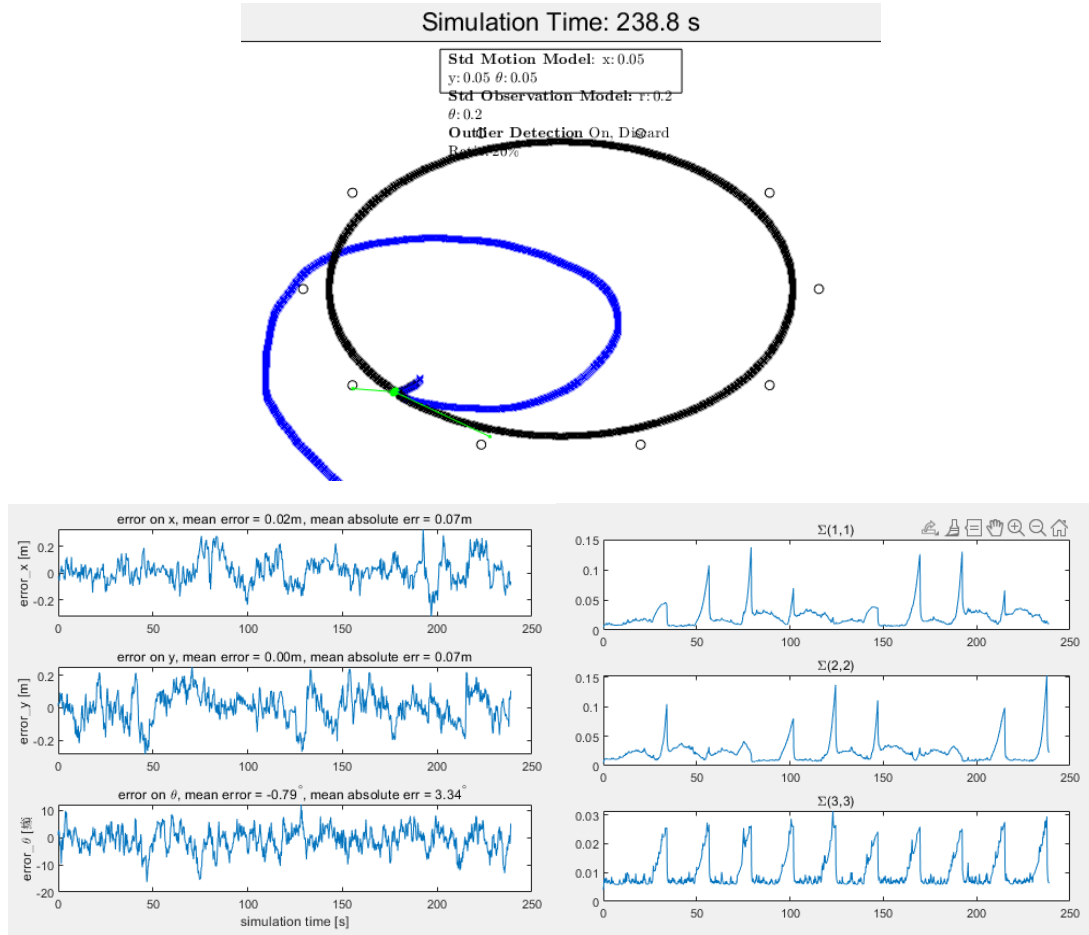 Simulation Time: 238.8 s
Std Motion Model: x: 0.05
y: 0.05 θ: 0.05
Std Observation Model: r: 0.2
θ: 0.2
Outlier Detection On, Discard
Ratio 20%
error on x, mean error = 0.02m, mean absolute err = 0.07m
error_x [m]
0.2
0
-0.2
0 50 100 150 200 250
error on y, mean error = 0.00m, mean absolute err = 0.07m
error_y [m]
0.2
0
-0.2
0 50 100 150 200 250
error on θ, mean error = -0.79°, mean absolute err = 3.34°
error_θ [
10
0
-10
-20
0 50 100 150 200 250
simulation time [s]
Σ(1,1)
0.15
0.1
0.05
0
0 50 100 150 200 250
Σ(2,2)
0.15
0.1
0.05
0
0 50 100 150 200 250
Σ(3,3)
0.03
0.02
0.01
0
0 50 100 150 200 250